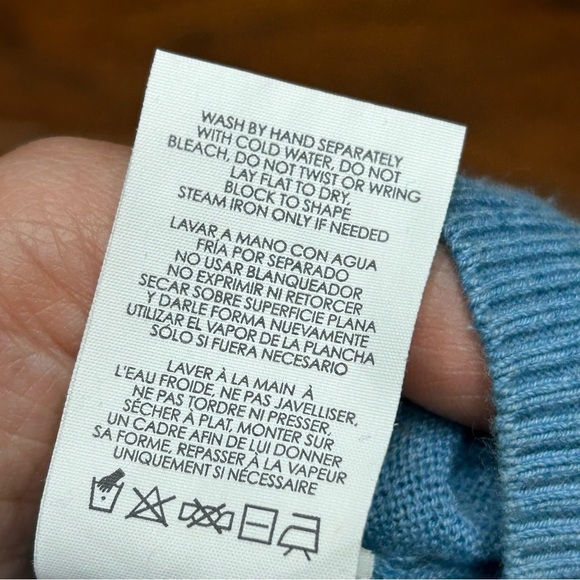 WASH BY HAND SEPARATELY
WITH COLD WATER, DO NOT
BLEACH, DO NOT TWIST OR WRING
LAY FLAT TO DRY,
BLOCK TO SHAPE
STEAM IRON ONLY IF NEEDED
LAVAR A MANO CON AGUA
FRÍA POR SEPARADO
NO USAR BLANQUEADOR
NO EXPRIMIR NI RETORCER
SECAR SOBRE SUPERFICIE PLANA
Y DARLE FORMA NUEVAMENTE
UTILIZAR EL VAPOR DE LA PLANCHA
SÓLO SI FUERA NECESARIO
LAVER À LA MAIN À
L'EAU FROIDE, NE PAS JAVELLISER,
NE PAS TORDRE NI PRESSER,
SÉCHER À PLAT, MONTER SUR
UN CADRE AFIN DE LUI DONNER
SA FORME, REPASSER À LA VAPEUR
UNIQUEMENT SI NÉCESSAIRE